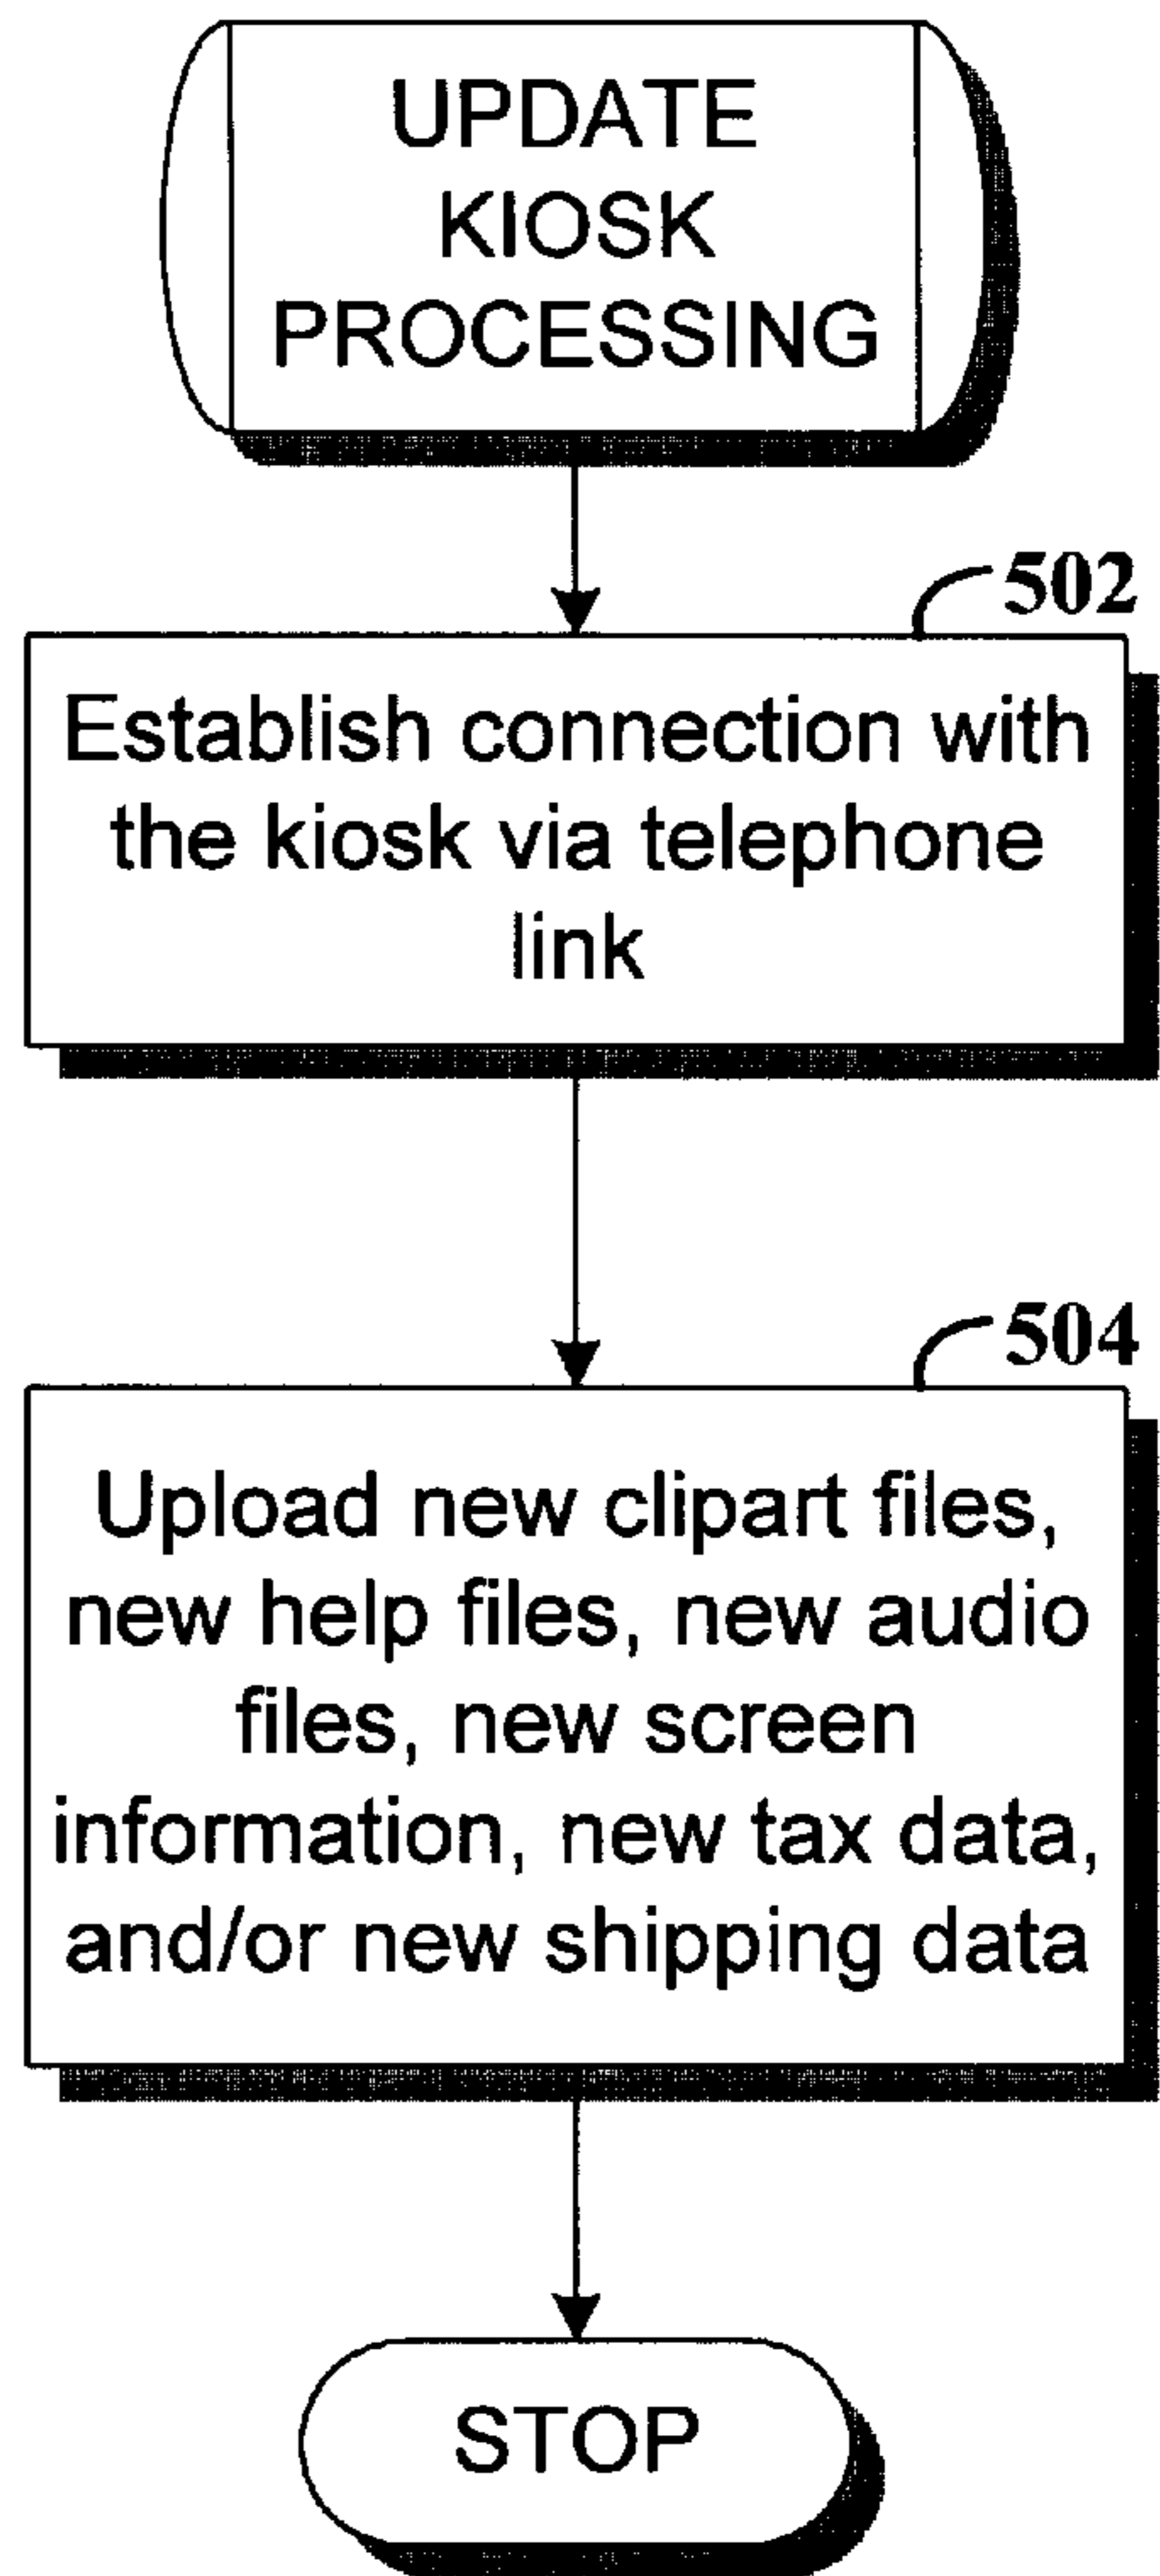 UPDATE
KIOSK
PROCESSING
502
Establish connection with
the kiosk via telephone
link
504
Upload new clipart files,
new help files, new audio
files, new screen
information, new tax data,
and/or new shipping data
STOP